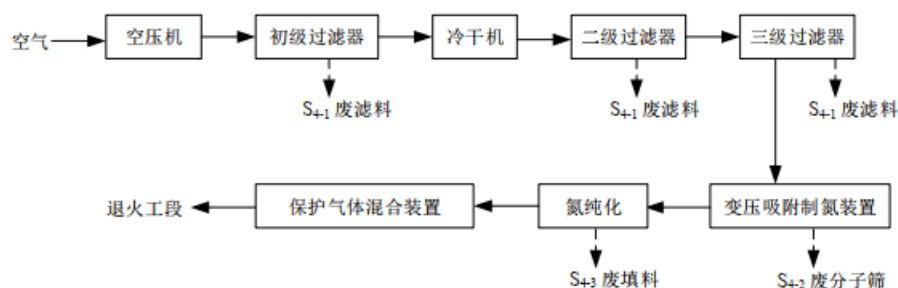 空气 空压机 初级过滤器 冷干机 二级过滤器 三级过滤器
S4-1 废滤料 S4-1 废滤料 S4-1 废滤料
退火工段 保护气体混合装置 氮纯化 变压吸附制氮装置
S4-3 废填料 S4-2 废分子筛